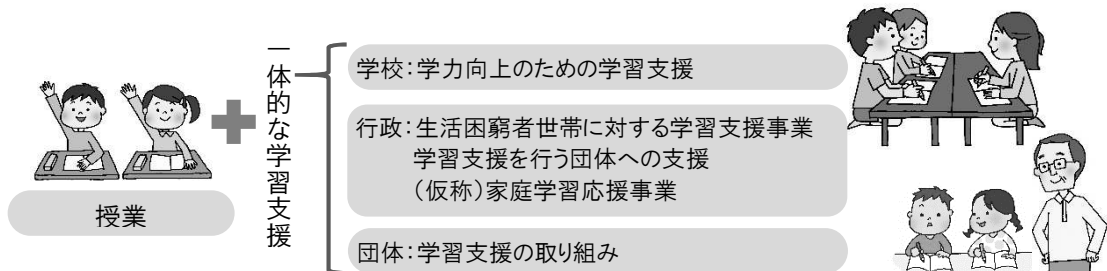 授業
一体的な学習支援
学校：学力向上のための学習支援
行政：生活困窮者世帯に対する学習支援事業
学習支援を行う団体への支援
（仮称）家庭学習応援事業
団体：学習支援の取り組み